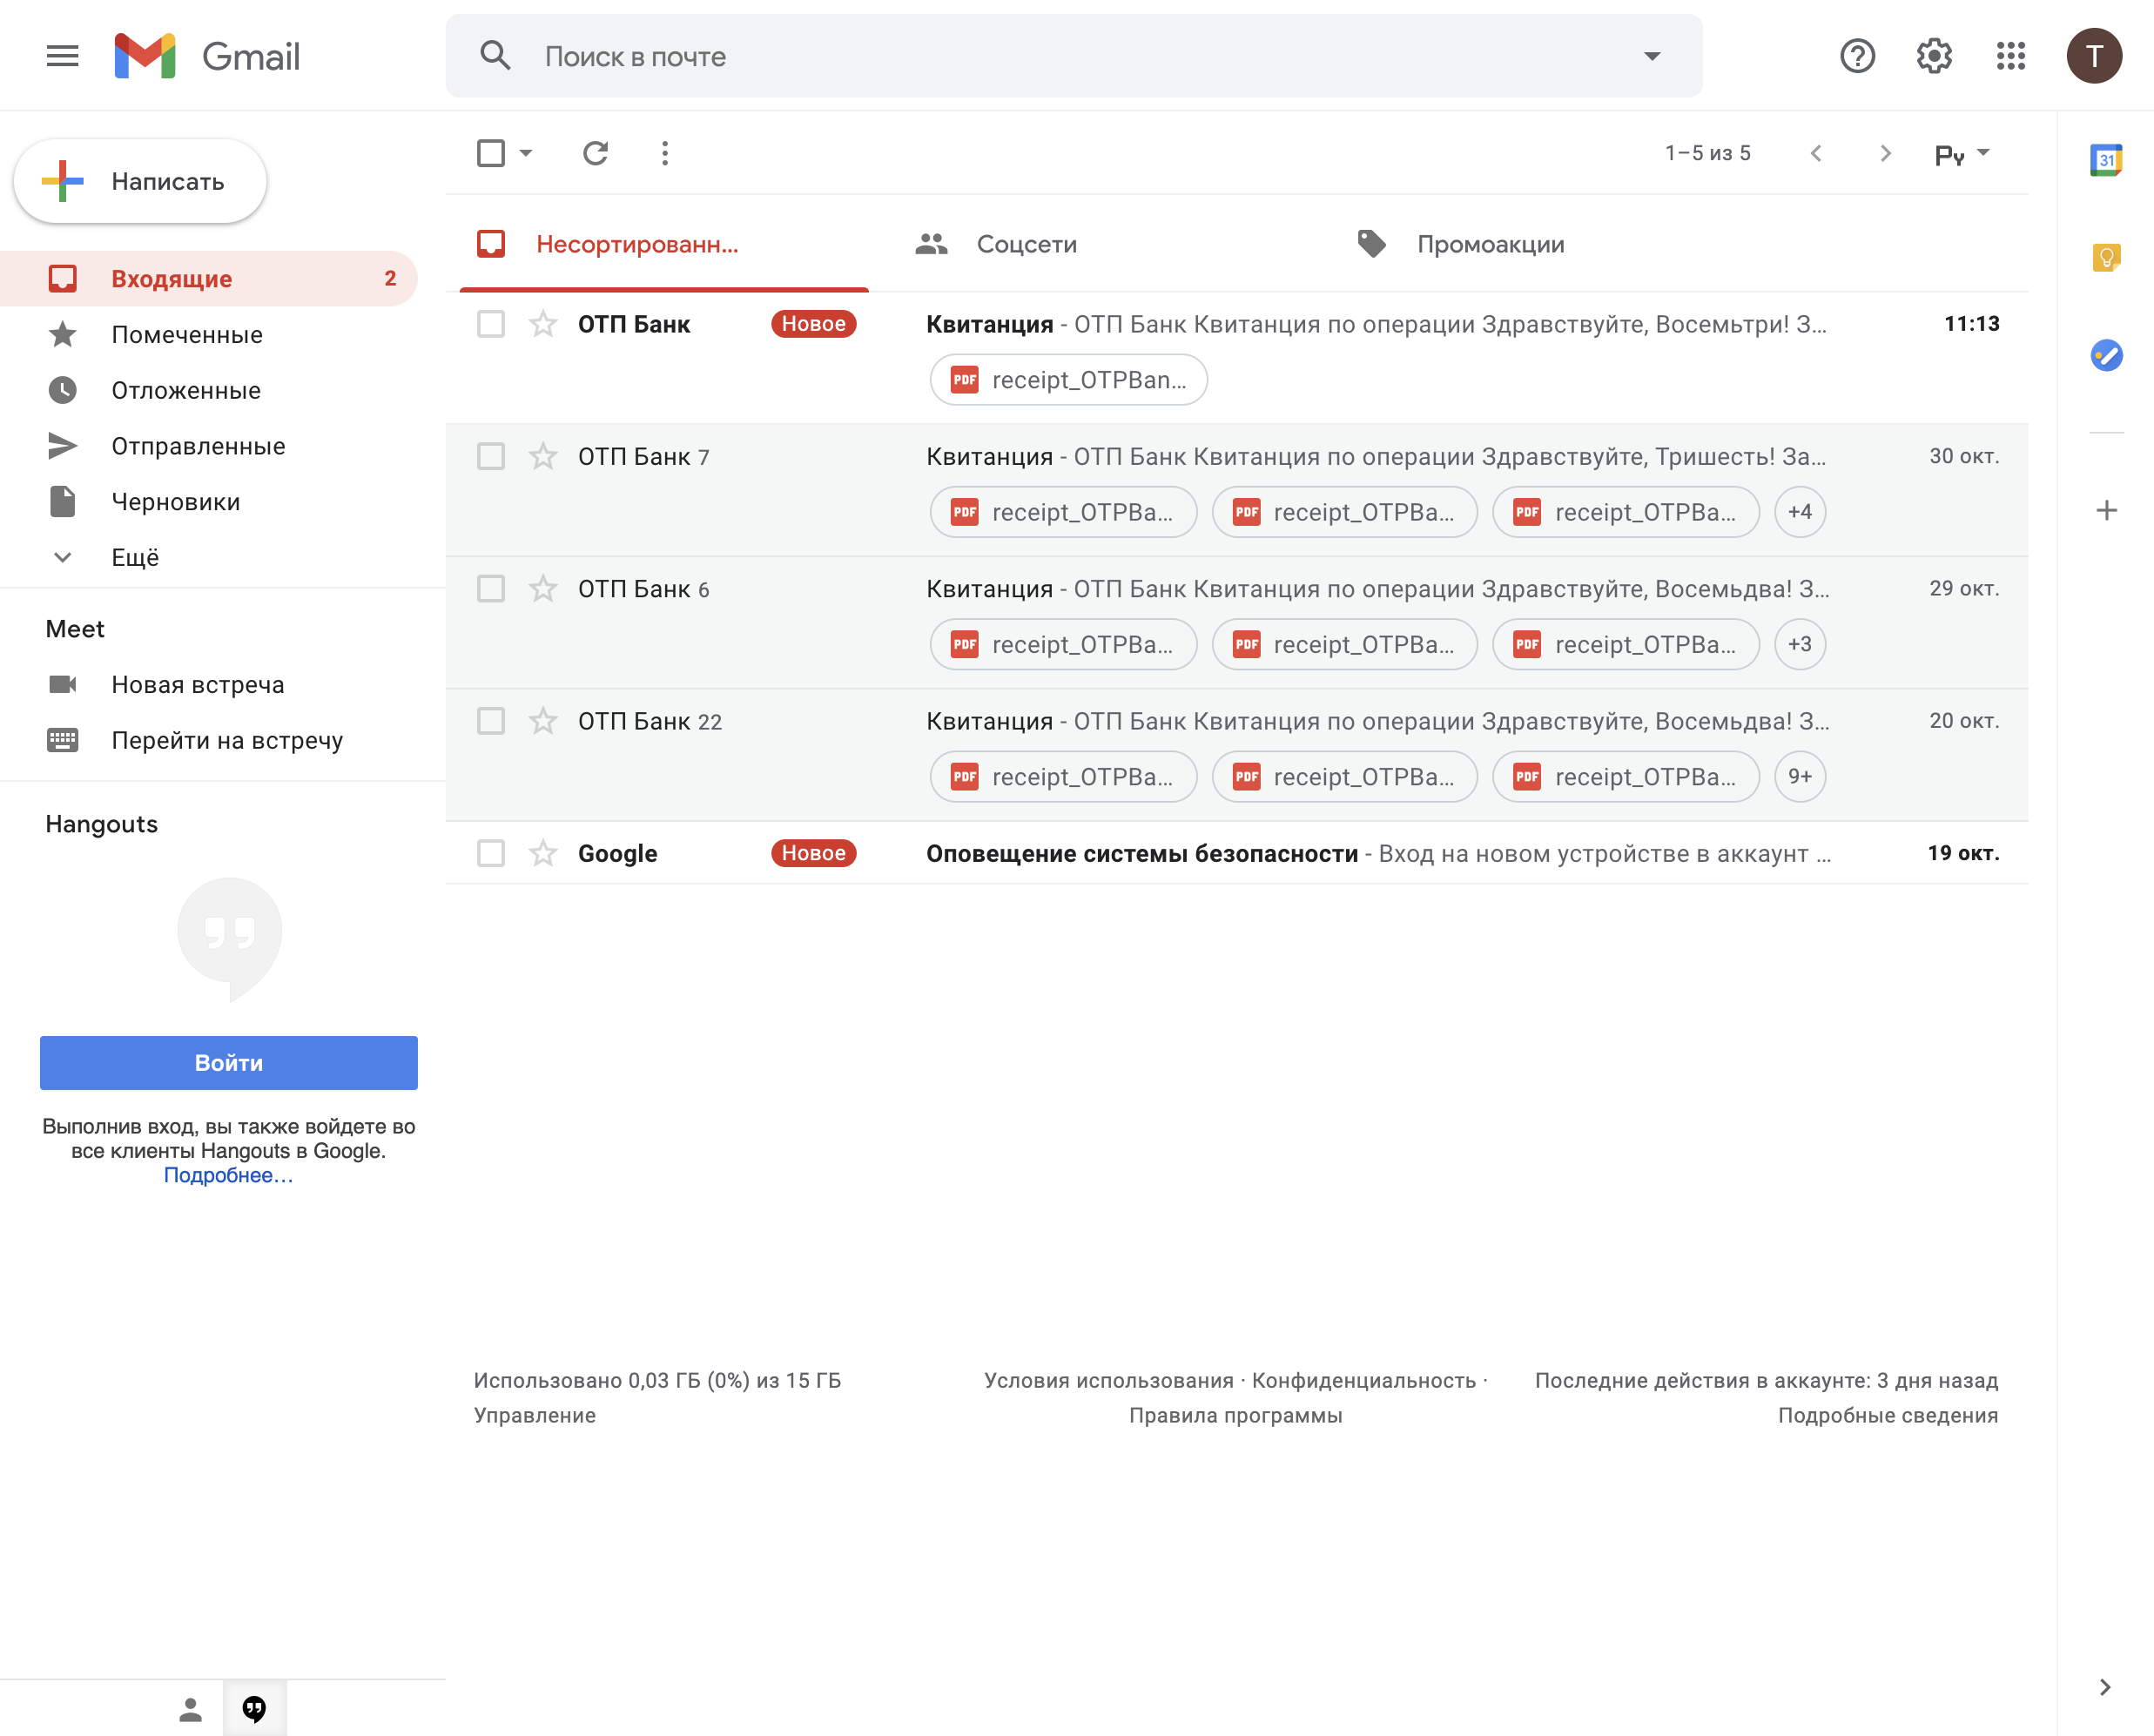 Gmail
Поиск в почте
T
Написать
1–5 из 5
Ру
31
Несортированн...
Соцсети
Промоакции
Входящие 2
Помеченные
Отложенные
Отправленные
Черновики
Ещё
ОТП Банк Новое Квитанция - ОТП Банк Квитанция по операции Здравствуйте, Восемьтри! З... 11:13
PDF receipt_OTPBan...
ОТП Банк 7 Квитанция - ОТП Банк Квитанция по операции Здравствуйте, Тришесть! За... 30 окт.
PDF receipt_OTPBa... PDF receipt_OTPBa... PDF receipt_OTPBa... +4
ОТП Банк 6 Квитанция - ОТП Банк Квитанция по операции Здравствуйте, Восемьдва! З... 29 окт.
PDF receipt_OTPBa... PDF receipt_OTPBa... PDF receipt_OTPBa... +3
ОТП Банк 22 Квитанция - ОТП Банк Квитанция по операции Здравствуйте, Восемьдва! З... 20 окт.
PDF receipt_OTPBa... PDF receipt_OTPBa... PDF receipt_OTPBa... 9+
Google Новое Оповещение системы безопасности - Вход на новом устройстве в аккаунт ... 19 окт.
Meet
Новая встреча
Перейти на встречу
Hangouts
Войти
Выполнив вход, вы также войдете во
все клиенты Hangouts в Google.
Подробнее…
Использовано 0,03 ГБ (0%) из 15 ГБ
Управление
Условия использования · Конфиденциальность ·
Правила программы
Последние действия в аккаунте: 3 дня назад
Подробные сведения